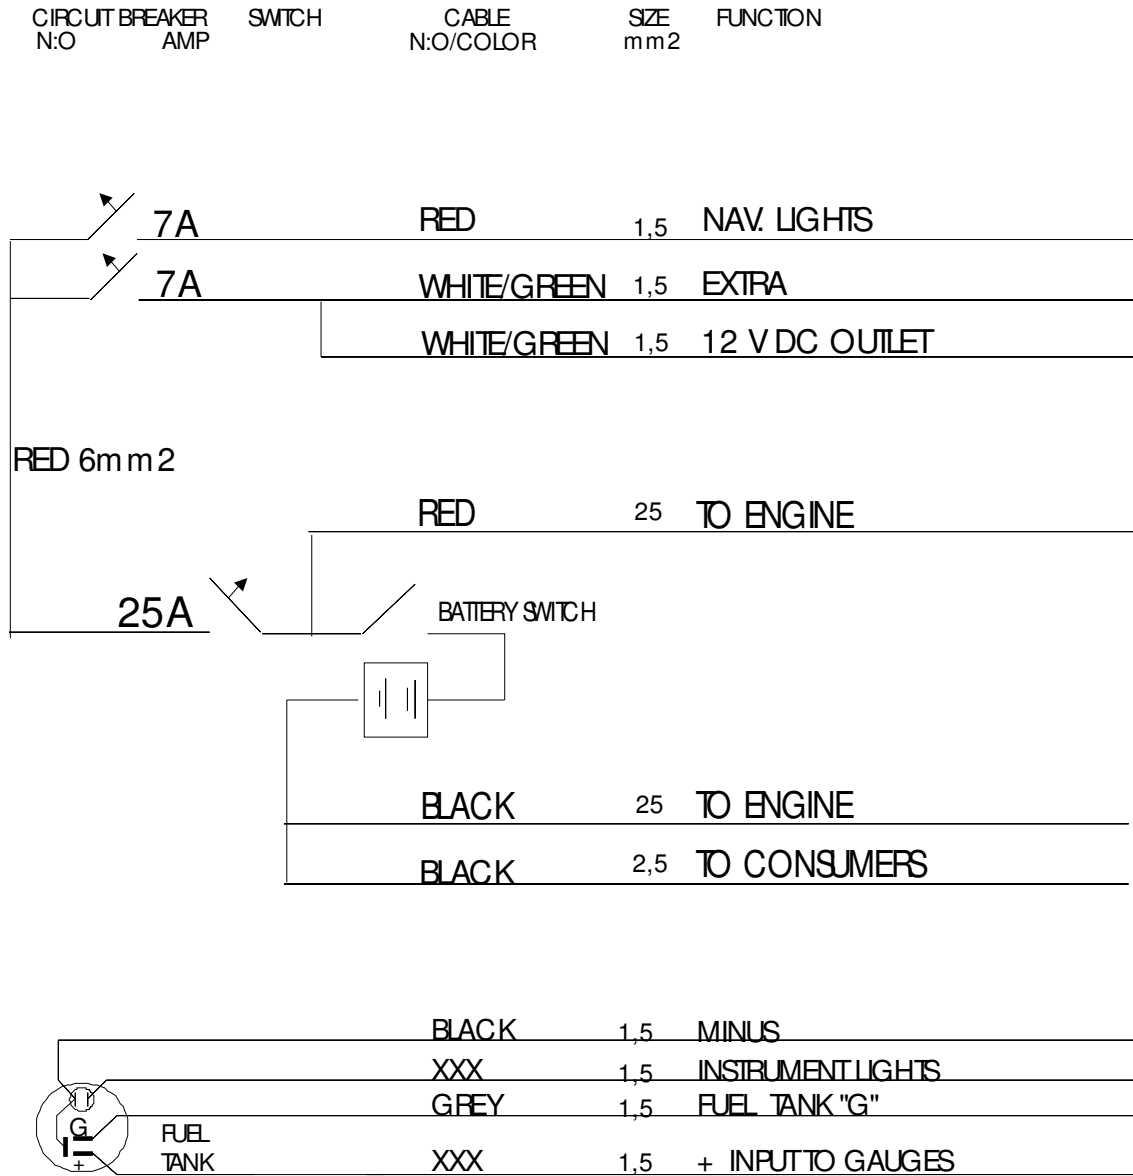 CIRCUIT BREAKER SWITCH CABLE SIZE FUNCTION
N:O AMP N:O/COLOR mm2
7A RED 1,5 NAV. LIGHTS
7A WHITE/GREEN 1,5 EXTRA
WHITE/GREEN 1,5 12 V DC OUTLET
RED 6mm2
RED 25 TO ENGINE
25A BATTERY SWITCH
BLACK 25 TO ENGINE
BLACK 2,5 TO CONSUMERS
BLACK 1,5 MINUS
XXX 1,5 INSTRUMENT LIGHTS
GREY 1,5 FUEL TANK "G"
G FUEL
+ TANK XXX 1,5 + INPUT TO GAUGES